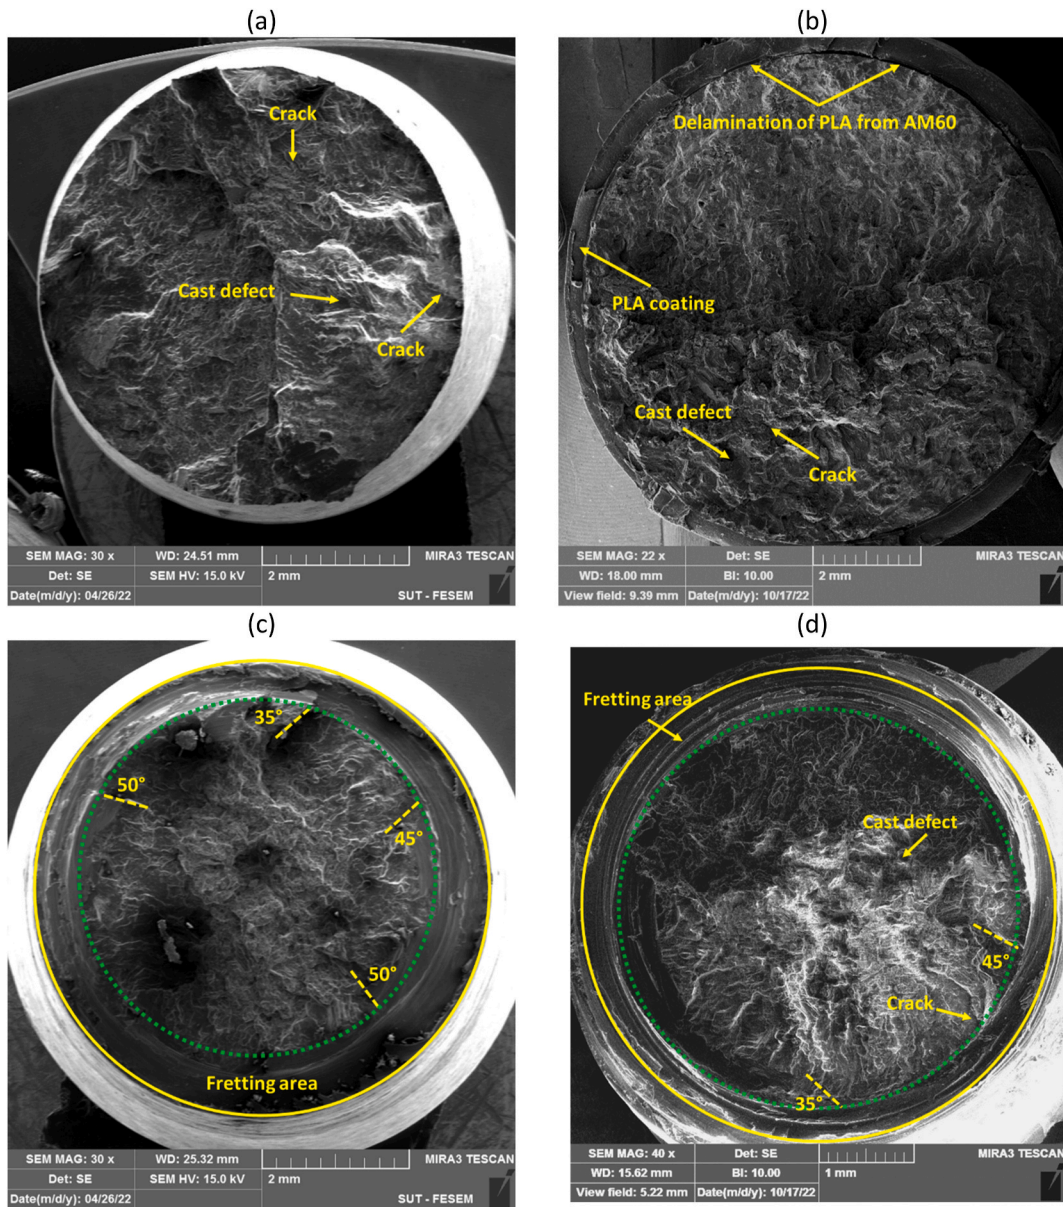 (a)
Crack
Cast defect
Crack
SEM MAG: 30 x WD: 24.51 mm MIRA3 TESCAN
Det: SE SEM HV: 15.0 kV 2 mm
Date(m/d/y): 04/26/22 SUT - FESEM
(b)
Delamination of PLA from AM60
PLA coating
Cast defect
Crack
SEM MAG: 22 x Det: SE MIRA3 TESCAN
WD: 18.00 mm BI: 10.00 2 mm
View field: 9.39 mm Date(m/d/y): 10/17/22
(c)
35°
50°
45°
50°
Fretting area
SEM MAG: 30 x WD: 25.32 mm MIRA3 TESCAN
Det: SE SEM HV: 15.0 kV 2 mm
Date(m/d/y): 04/26/22 SUT - FESEM
(d)
Fretting area
Cast defect
45°
Crack
35°
SEM MAG: 40 x Det: SE MIRA3 TESCAN
WD: 15.62 mm BI: 10.00 1 mm
View field: 5.22 mm Date(m/d/y): 10/17/22